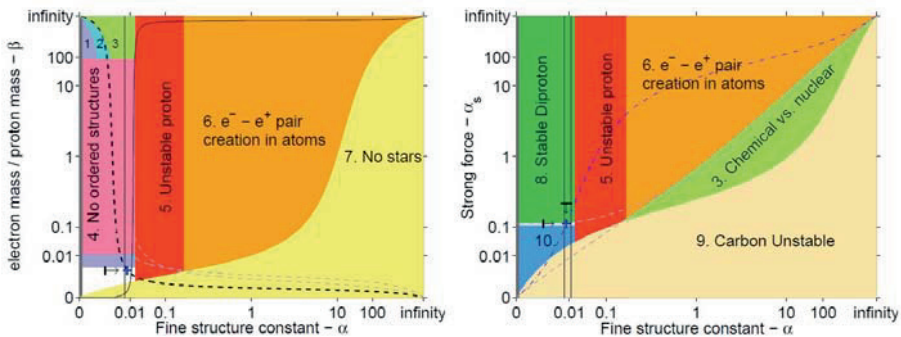 infinity
100
10
1
0.1
0.01
0
electron mass / proton mass − β
1
2
3
4. No ordered structures
5. Unstable proton
6. e⁻ − e⁺ pair
creation in atoms
7. No stars
0
0.01
0.1
1
10
100
infinity
Fine structure constant − α
infinity
100
10
1
0.1
0.01
0
Strong force − αₛ
8. Stable Diproton
5. Unstable proton
6. e⁻ − e⁺ pair
creation in atoms
3. Chemical vs. nuclear
10.
9. Carbon Unstable
0
0.01
0.1
1
10
100
infinity
Fine structure constant − α